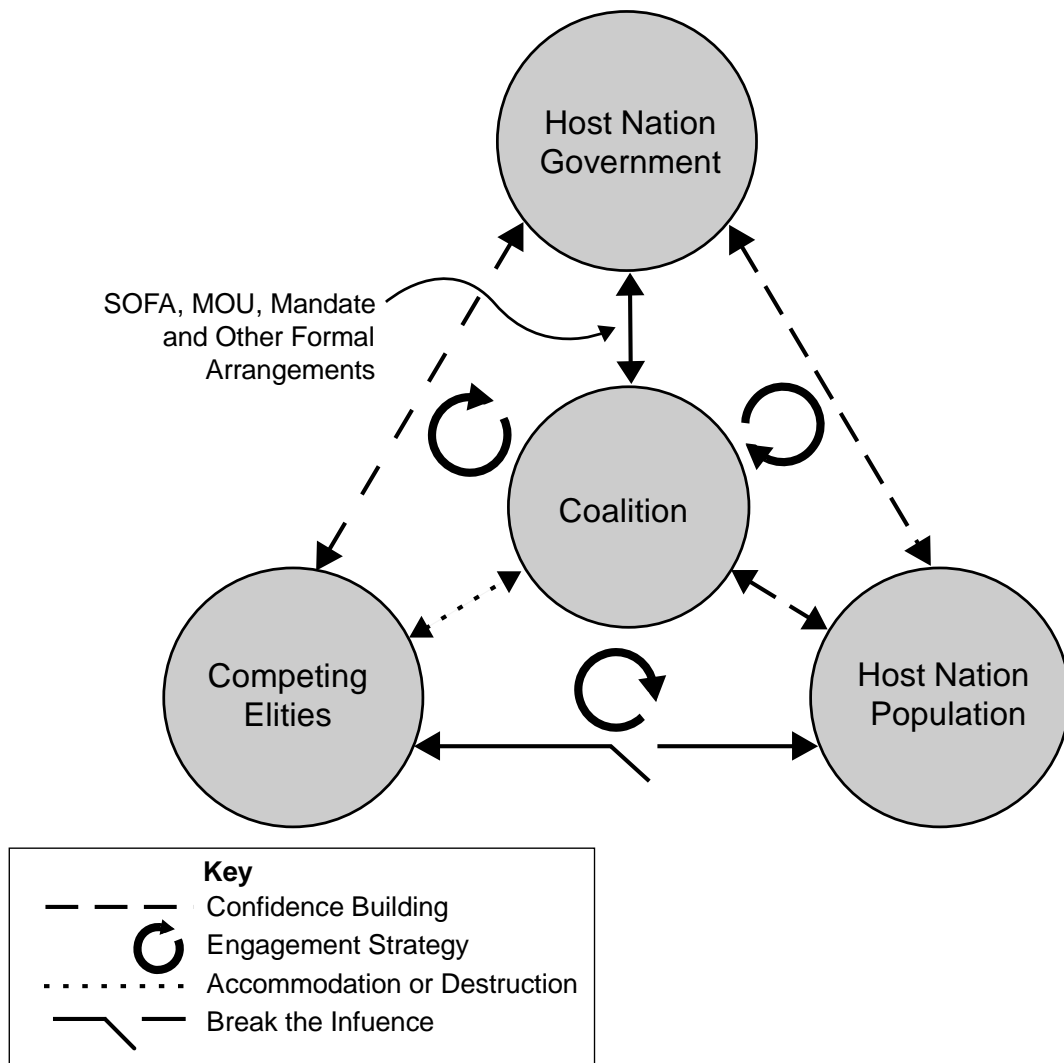 Host Nation
Government
SOFA, MOU, Mandate
and Other Formal
Arrangements
Coalition
Competing
Elities
Host Nation
Population
Key
Confidence Building
Engagement Strategy
Accommodation or Destruction
Break the Infuence